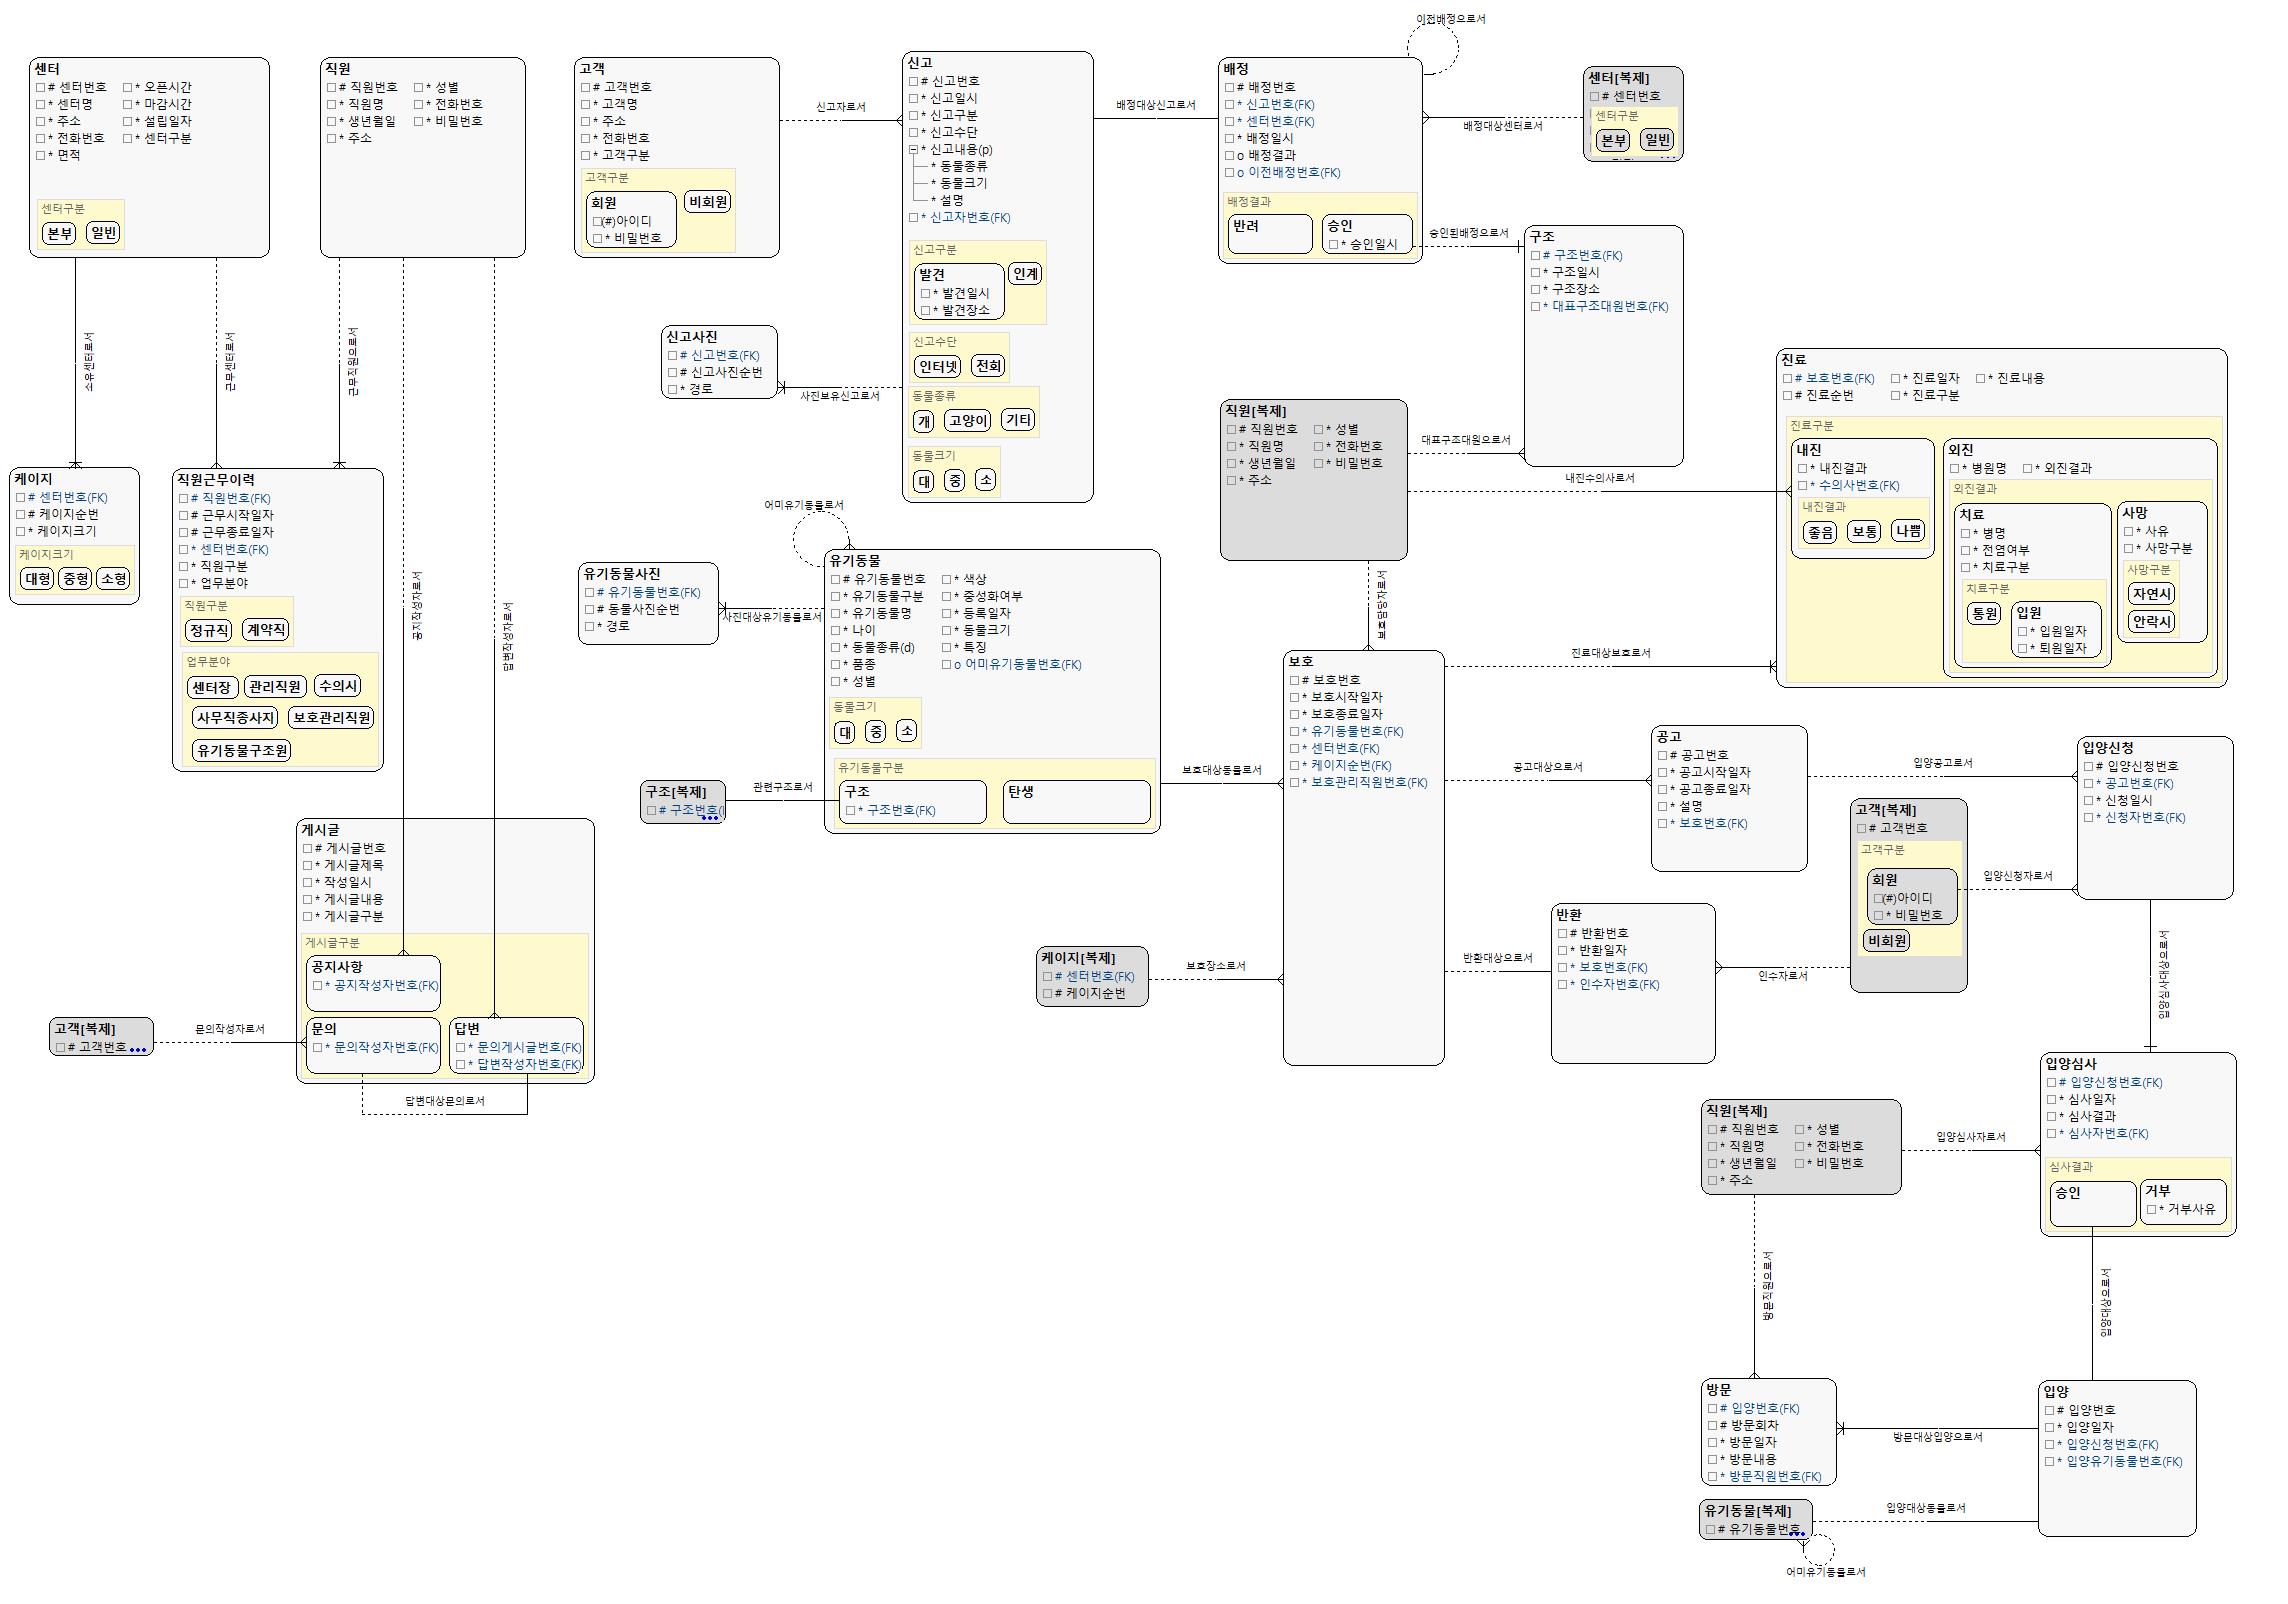 센터
# 센터번호
* 센터명
* 주소
* 전화번호
* 면적
* 오픈시간
* 마감시간
* 설립일자
* 센터구분
센터구분
본부
일반
직원
# 직원번호
* 직원명
* 생년월일
* 주소
* 성별
* 전화번호
* 비밀번호
고객
# 고객번호
* 고객명
* 주소
* 전화번호
* 고객구분
고객구분
회원
(#)아이디
* 비밀번호
비회원
신고자로서
신고
# 신고번호
* 신고일시
* 신고구분
* 신고수단
* 신고내용(p)
* 동물종류
* 동물크기
* 설명
* 신고자번호(FK)
신고구분
발견
* 발견일시
* 발견장소
인계
신고수단
인터넷
전화
동물종류
개
고양이
기타
동물크기
대
중
소
배정대상신고로서
이전배정으로서
배정
# 배정번호
* 신고번호(FK)
* 센터번호(FK)
* 배정일시
o 배정결과
o 이전배정번호(FK)
배정결과
반려
승인
* 승인일시
배정대상센터로서
센터[복제]
# 센터번호
센터구분
본부
일반
승인된배정으로서
구조
# 구조번호(FK)
* 구조일시
* 구조장소
* 대표구조대원번호(FK)
신고사진
# 신고번호(FK)
# 신고사진순번
* 경로
사진보유신고로서
소유센터로서
근무센터로서
근무직원으로서
공지작성자로서
답변작성자로서
직원[복제]
# 직원번호
* 직원명
* 생년월일
* 주소
* 성별
* 전화번호
* 비밀번호
대표구조대원으로서
내진수의사로서
진료
# 보호번호(FK)
# 진료순번
* 진료일자
* 진료구분
* 진료내용
진료구분
내진
* 내진결과
* 수의사번호(FK)
내진결과
좋음
보통
나쁨
외진
* 병원명
* 외진결과
외진결과
치료
* 병명
* 전염여부
* 치료구분
치료구분
통원
입원
* 입원일자
* 퇴원일자
사망
* 사유
* 사망구분
사망구분
자연사
안락사
케이지
# 센터번호(FK)
# 케이지순번
* 케이지크기
케이지크기
대형
중형
소형
직원근무이력
# 직원번호(FK)
# 근무시작일자
# 근무종료일자
* 센터번호(FK)
* 직원구분
* 업무분야
직원구분
정규직
계약직
업무분야
센터장
관리직원
수의사
사무직종사자
보호관리직원
유기동물구조원
어미유기동물로서
유기동물사진
# 유기동물번호(FK)
# 동물사진순번
* 경로
사진대상유기동물로서
유기동물
# 유기동물번호
* 유기동물구분
* 유기동물명
* 나이
* 동물종류(d)
* 품종
* 성별
* 색상
* 중성화여부
* 등록일자
* 동물크기
* 특징
o 어미유기동물번호(FK)
동물크기
대
중
소
유기동물구분
구조
* 구조번호(FK)
탄생
구조[복제]
# 구조번호(
관련구조로서
보호대상동물로서
보호담당자로서
보호
# 보호번호
* 보호시작일자
* 보호종료일자
* 유기동물번호(FK)
* 센터번호(FK)
* 케이지순번(FK)
* 보호관리직원번호(FK)
진료대상보호로서
공고대상으로서
공고
# 공고번호
* 공고시작일자
* 공고종료일자
* 설명
* 보호번호(FK)
입양공고로서
입양신청
# 입양신청번호
* 공고번호(FK)
* 신청일시
* 신청자번호(FK)
고객[복제]
# 고객번호
고객구분
회원
(#)아이디
* 비밀번호
비회원
입양신청자로서
게시글
# 게시글번호
* 게시글제목
* 작성일시
* 게시글내용
* 게시글구분
게시글구분
공지사항
* 공지작성자번호(FK)
문의
* 문의작성자번호(FK)
답변
* 문의게시글번호(FK)
* 답변작성자번호(FK)
고객[복제]
# 고객번호
문의작성자로서
답변대상문의로서
케이지[복제]
# 센터번호(FK)
# 케이지순번
보호장소로서
반환대상으로서
반환
# 반환번호
* 반환일자
* 보호번호(FK)
* 인수자번호(FK)
인수자로서
입양심사대상으로서
입양심사
# 입양신청번호(FK)
* 심사일자
* 심사결과
* 심사자번호(FK)
심사결과
승인
거부
* 거부사유
직원[복제]
# 직원번호
* 직원명
* 생년월일
* 주소
* 성별
* 전화번호
* 비밀번호
입양심사자로서
방문직원으로서
입양대상으로서
방문
# 입양번호(FK)
# 방문회차
* 방문일자
* 방문내용
* 방문직원번호(FK)
방문대상입양으로서
입양
# 입양번호
* 입양일자
* 입양신청번호(FK)
* 입양유기동물번호(FK)
유기동물[복제]
# 유기동물번호
입양대상동물로서
어미유기동물로서